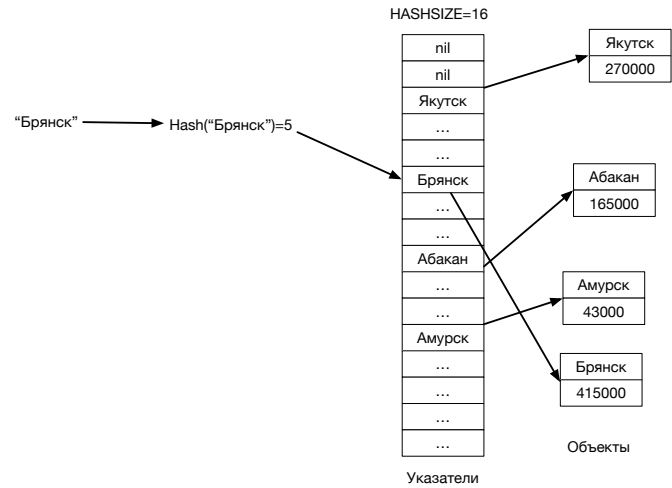 HASHSIZE=16
“Брянск”
Hash(“Брянск”)=5
nil
nil
Якутск
...
...
Брянск
...
...
Абакан
...
...
Амурск
...
...
...
...
Указатели
Якутск
270000
Абакан
165000
Амурск
43000
Брянск
415000
Объекты